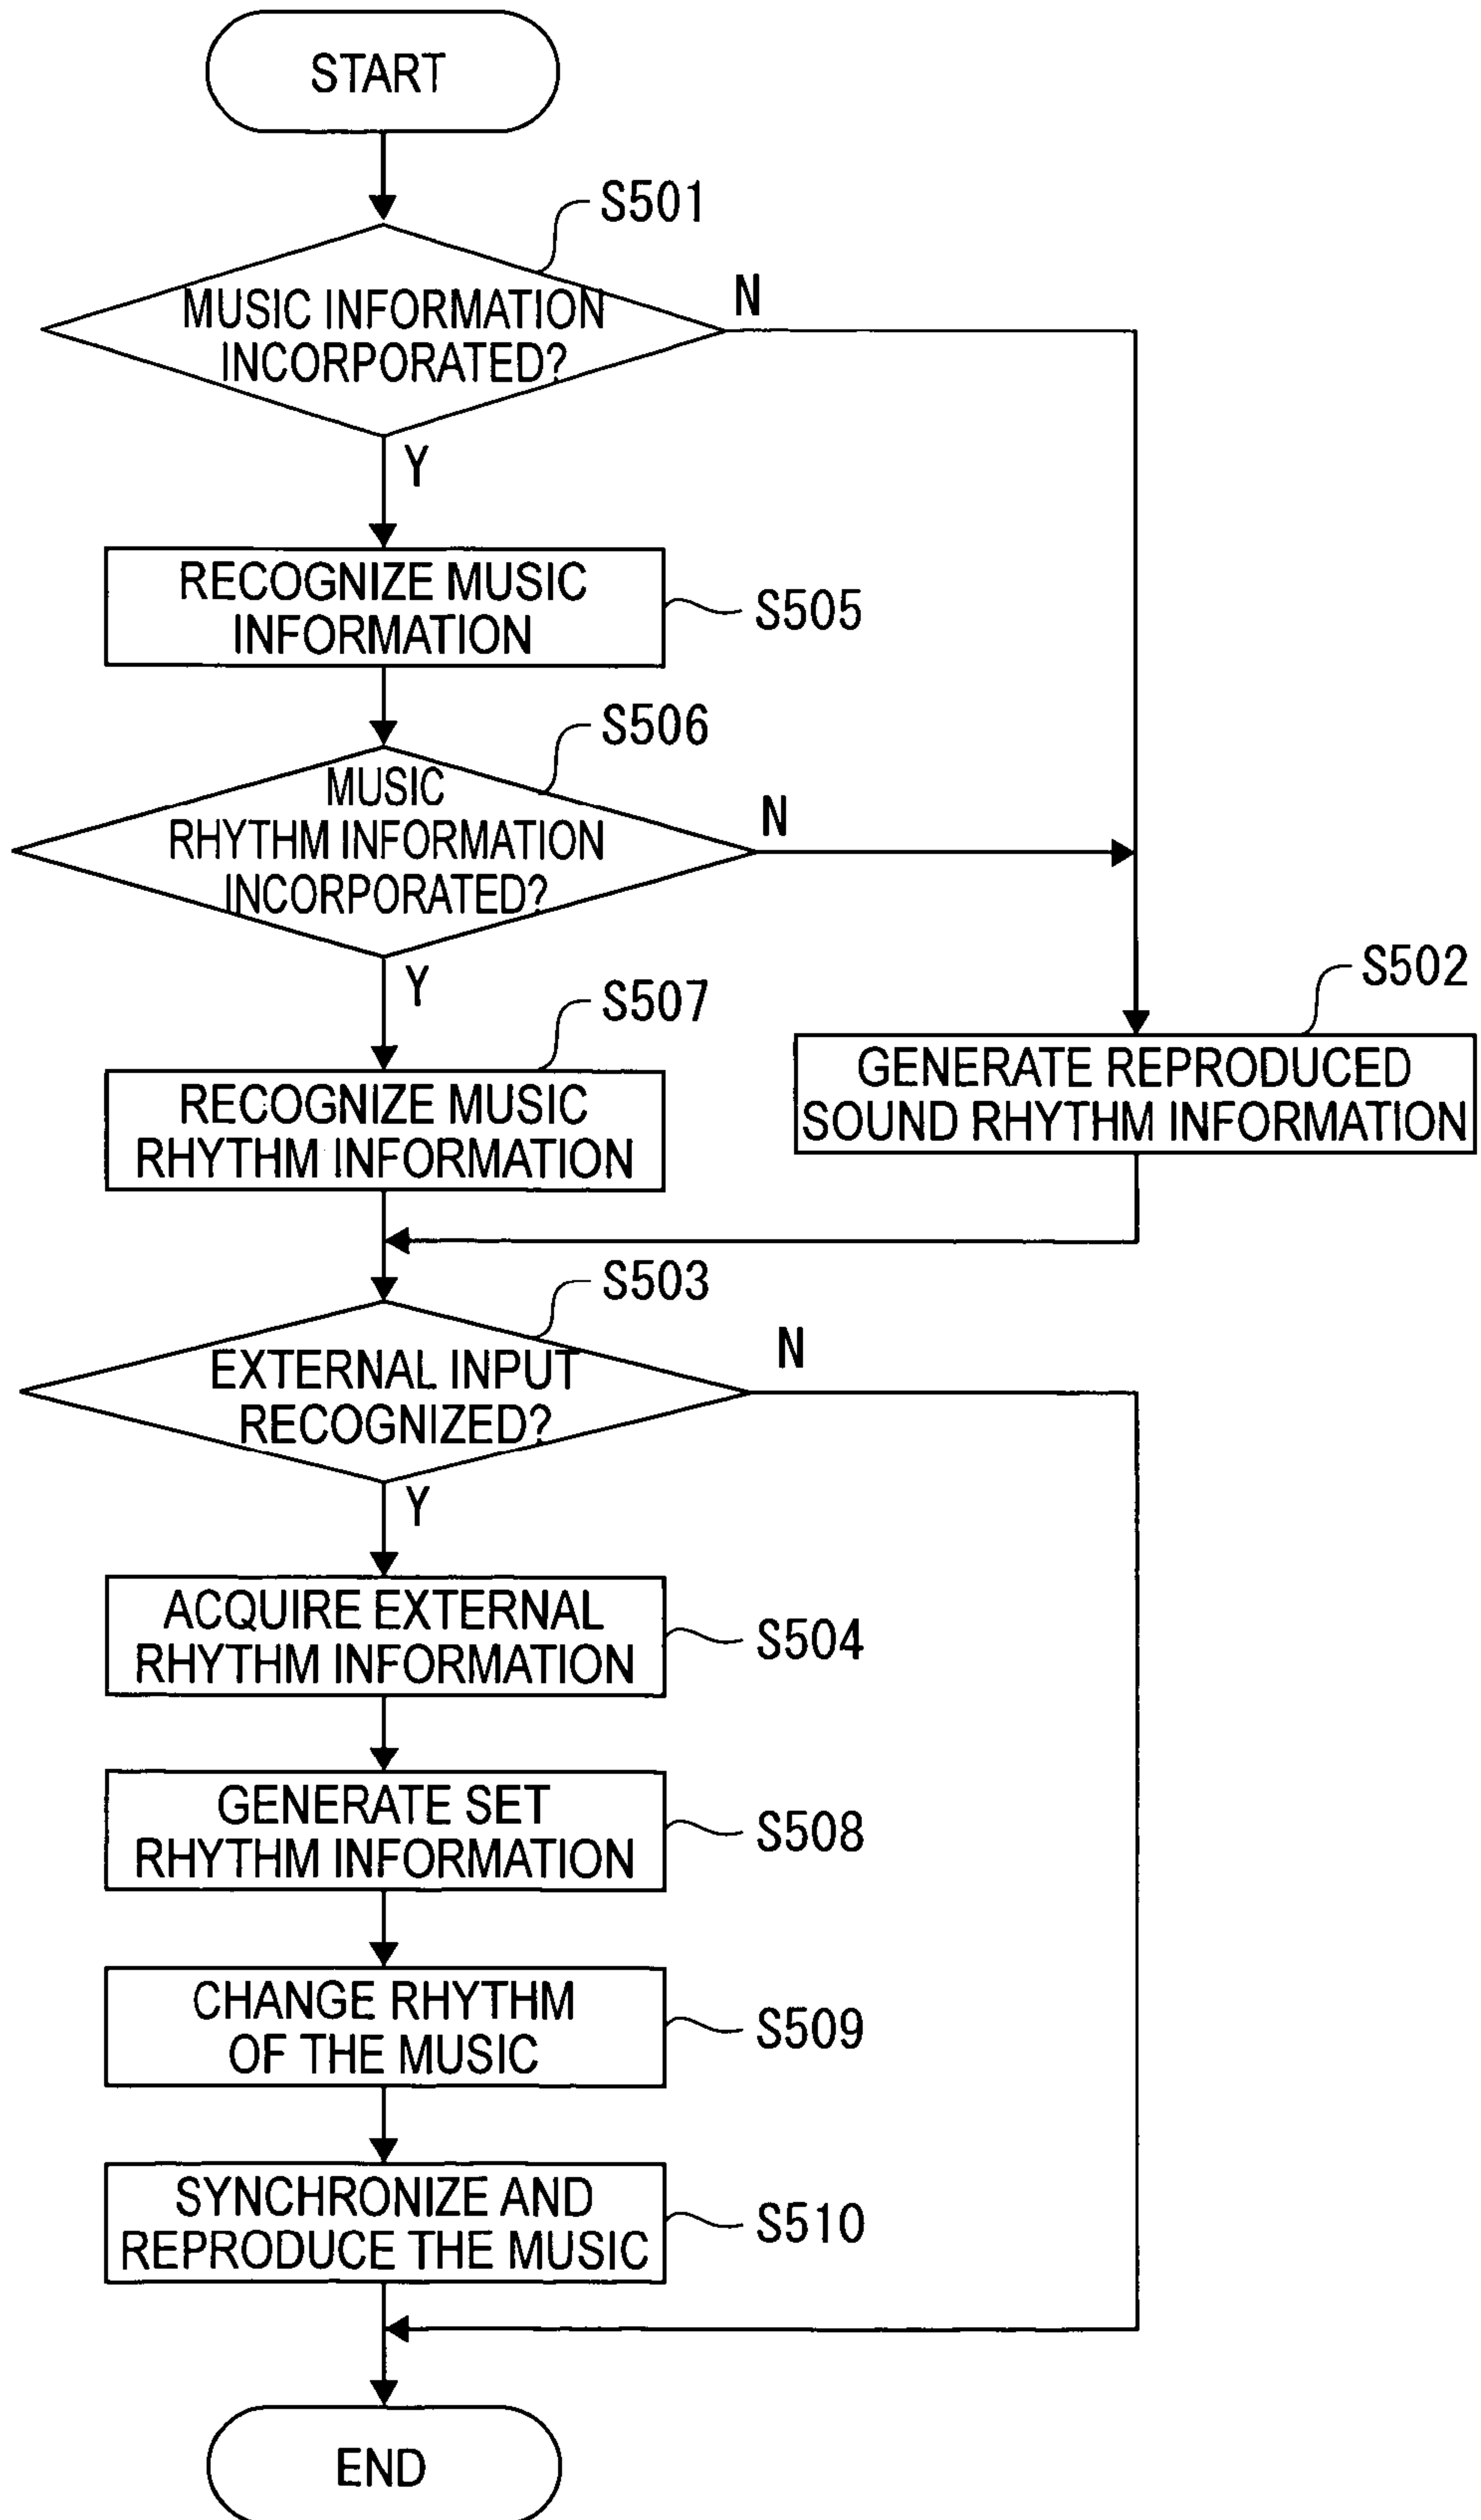 START
S501
MUSIC INFORMATION
INCORPORATED?
N
Y
RECOGNIZE MUSIC
INFORMATION
S505
S506
MUSIC
RHYTHM INFORMATION
INCORPORATED?
N
Y
S507
RECOGNIZE MUSIC
RHYTHM INFORMATION
S502
GENERATE REPRODUCED
SOUND RHYTHM INFORMATION
S503
EXTERNAL INPUT
RECOGNIZED?
N
Y
ACQUIRE EXTERNAL
RHYTHM INFORMATION
S504
GENERATE SET
RHYTHM INFORMATION
S508
CHANGE RHYTHM
OF THE MUSIC
S509
SYNCHRONIZE AND
REPRODUCE THE MUSIC
S510
END